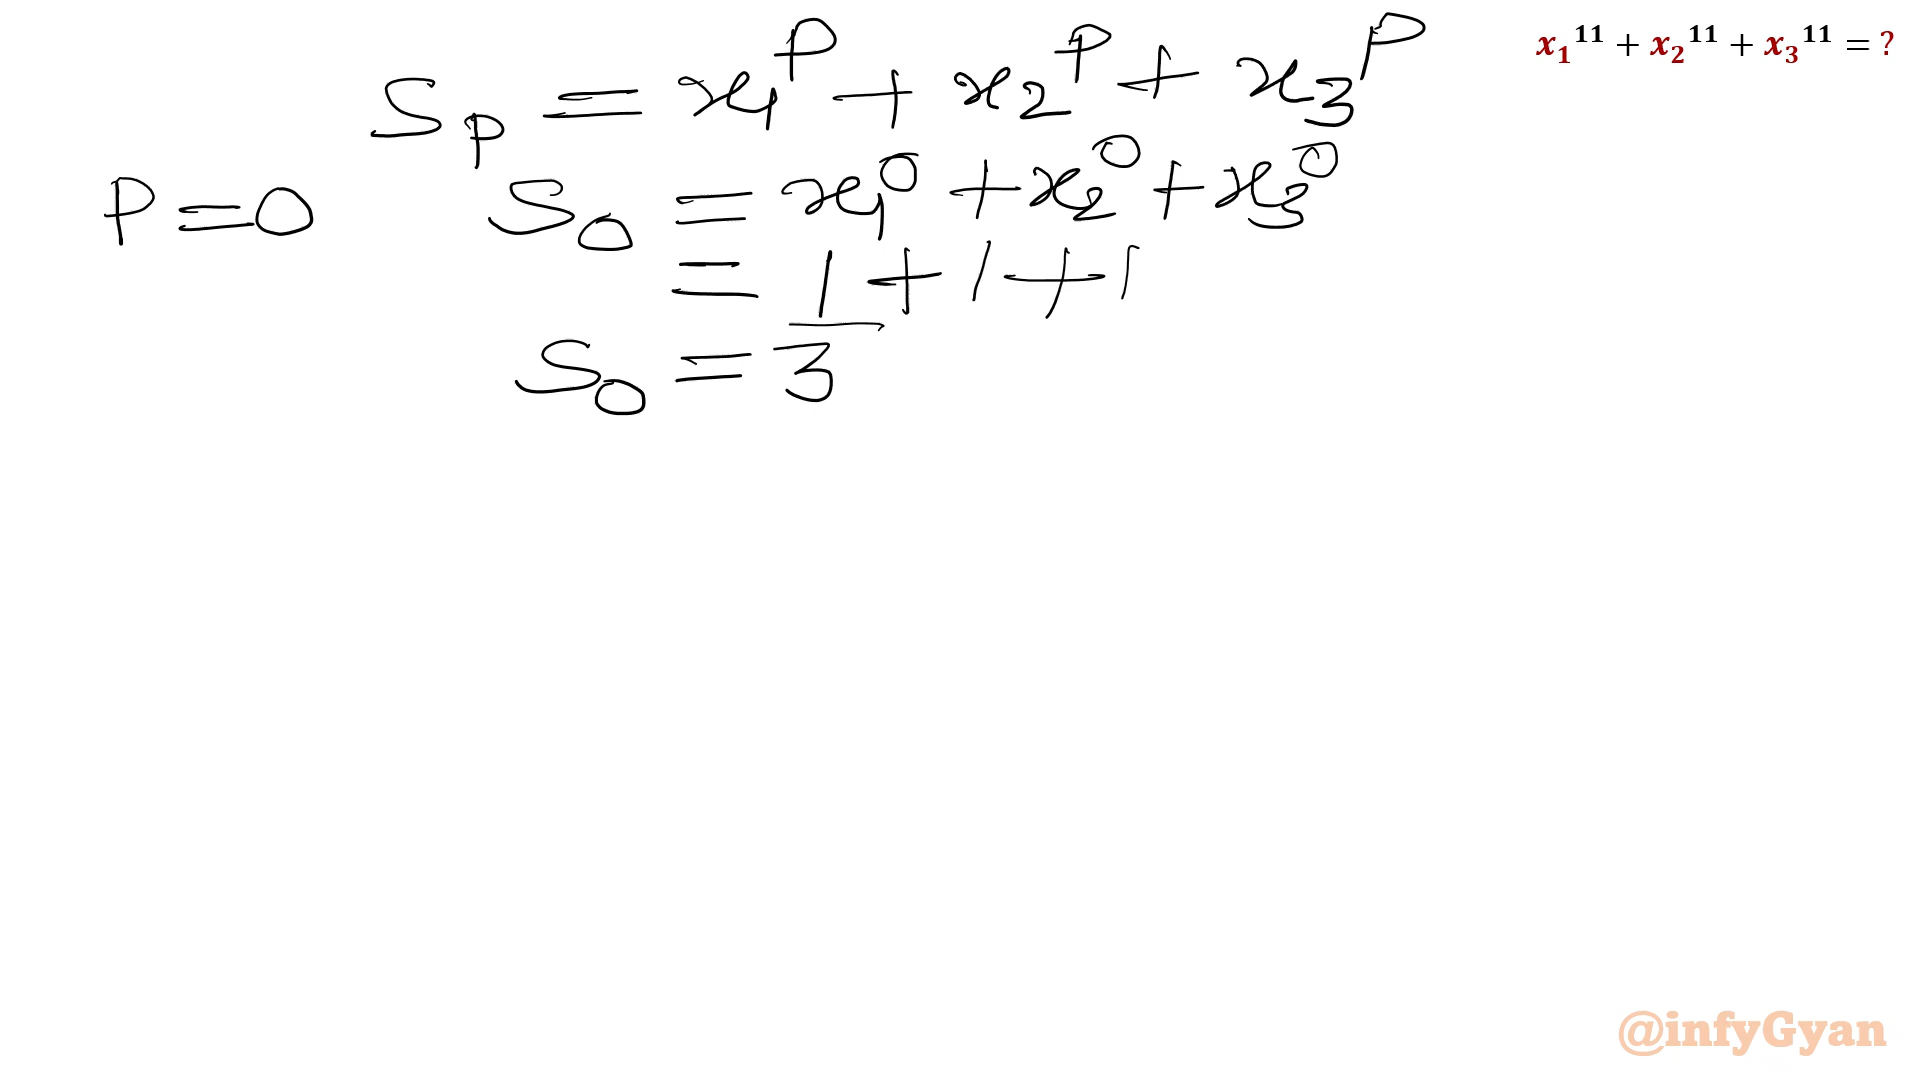 x₁¹¹ + x₂¹¹ + x₃¹¹ = ?
Sₚ = x₁ᵖ + x₂ᵖ + x₃ᵖ
P = 0 S₀ = x₁⁰ + x₂⁰ + x₃⁰
= 1 + 1 + 1
S₀ = 3
@infyGyan